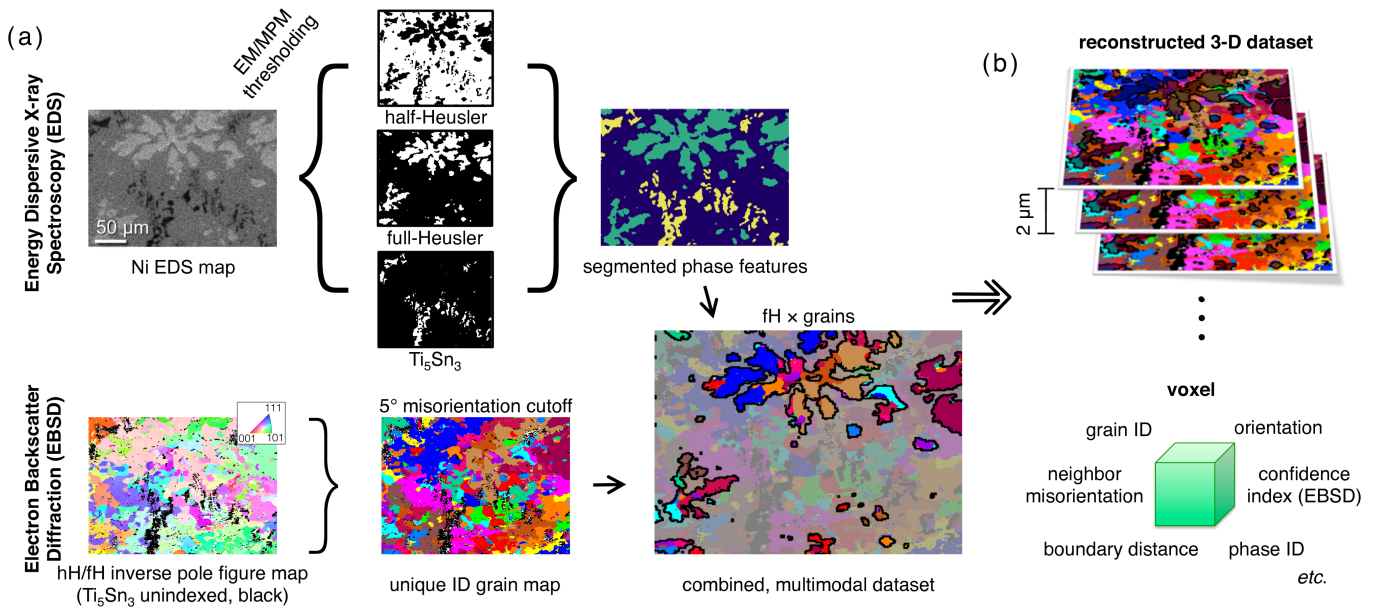 (a)
Energy Dispersive X-ray
Spectroscopy (EDS)
50 µm
Ni EDS map
EM/MPM
thresholding
half-Heusler
full-Heusler
Ti₅Sn₃
segmented phase features
Electron Backscatter
Diffraction (EBSD)
111
001 101
hH/fH inverse pole figure map
(Ti₅Sn₃ unindexed, black)
5° misorientation cutoff
unique ID grain map
fH × grains
combined, multimodal dataset
(b)
reconstructed 3-D dataset
2 µm
voxel
grain ID
orientation
neighbor
misorientation
confidence
index (EBSD)
boundary distance
phase ID
etc.